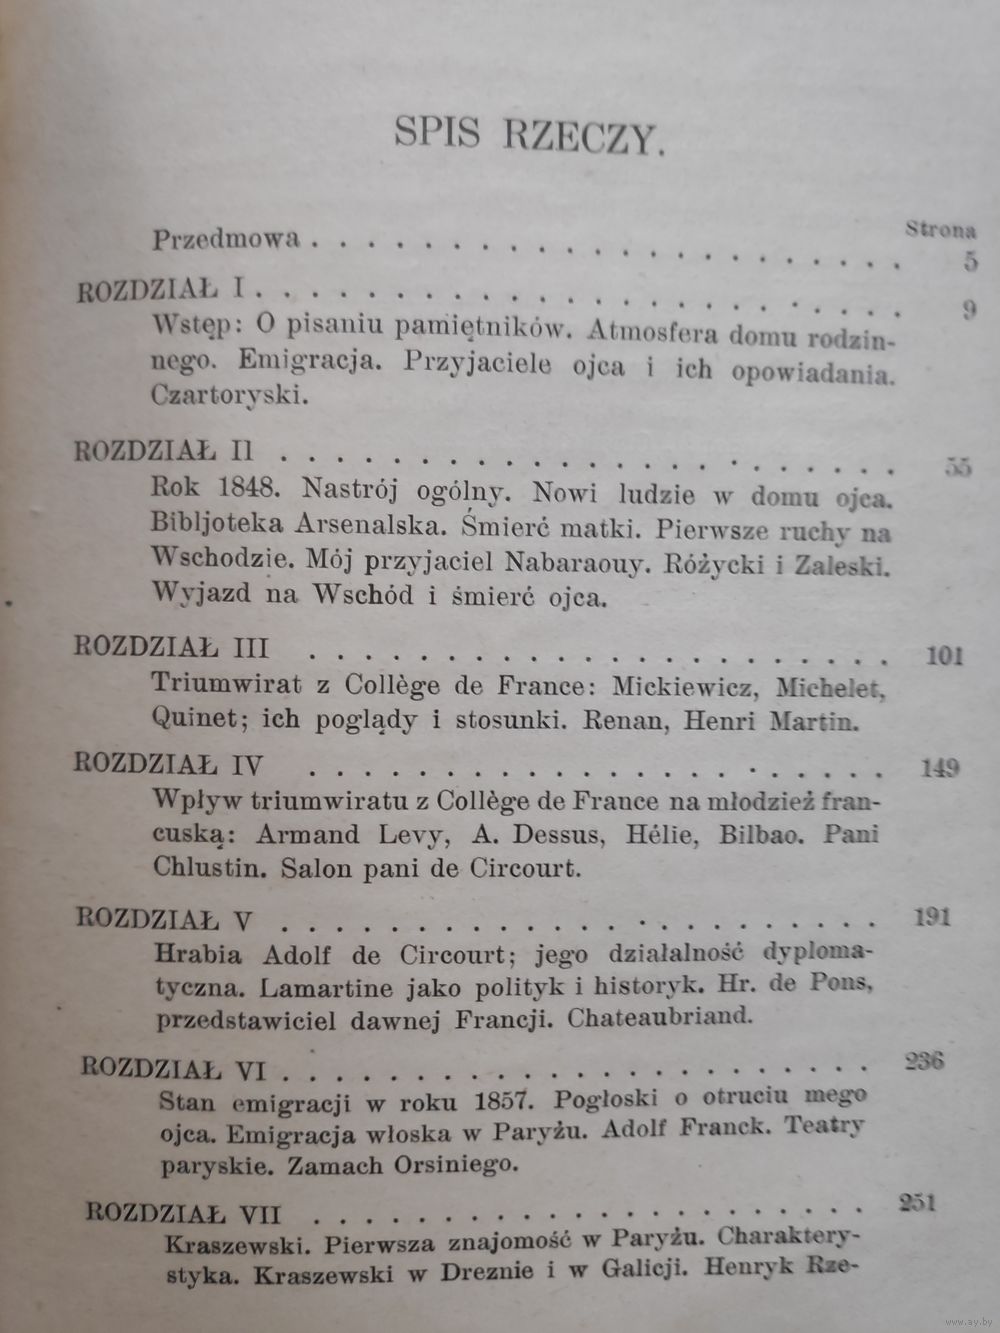 SPIS RZECZY.
Strona
Przedmowa . . . . . . . . . . . . . . . . . . . . . . 5
ROZDZIAŁ I . . . . . . . . . . . . . . . . . . . . . . . 9
Wstęp: O pisaniu pamiętników. Atmosfera domu rodzin-
nego. Emigracja. Przyjaciele ojca i ich opowiadania.
Czartoryski.
ROZDZIAŁ II . . . . . . . . . . . . . . . . . . . . . . . 55
Rok 1848. Nastrój ogólny. Nowi ludzie w domu ojca.
Bibljoteka Arsenalska. Śmierć matki. Pierwsze ruchy na
Wschodzie. Mój przyjaciel Nabaraouy. Różycki i Zaleski.
Wyjazd na Wschód i śmierć ojca.
ROZDZIAŁ III . . . . . . . . . . . . . . . . . . . . . . 101
Triumwirat z Collège de France: Mickiewicz, Michelet,
Quinet; ich poglądy i stosunki. Renan, Henri Martin.
ROZDZIAŁ IV . . . . . . . . . . . . . . . . . . . . . 149
Wpływ triumwiratu z Collège de France na młodzież fran-
cuską: Armand Levy, A. Dessus, Hélie, Bilbao. Pani
Chlustin. Salon pani de Circourt.
ROZDZIAŁ V . . . . . . . . . . . . . . . . . . . . . . 191
Hrabia Adolf de Circourt; jego działalność dyploma-
tyczna. Lamartine jako polityk i historyk. Hr. de Pons,
przedstawiciel dawnej Francji. Chateaubriand.
ROZDZIAŁ VI . . . . . . . . . . . . . . . . . . . . . . 236
Stan emigracji w roku 1857. Pogłoski o otruciu mego
ojca. Emigracja włoska w Paryżu. Adolf Franck. Teatry
paryskie. Zamach Orsiniego.
ROZDZIAŁ VII . . . . . . . . . . . . . . . . . . . . . 251
Kraszewski. Pierwsza znajomość w Paryżu. Charaktery-
styka. Kraszewski w Dreznie i w Galicji. Henryk Rze-
www.ay.by